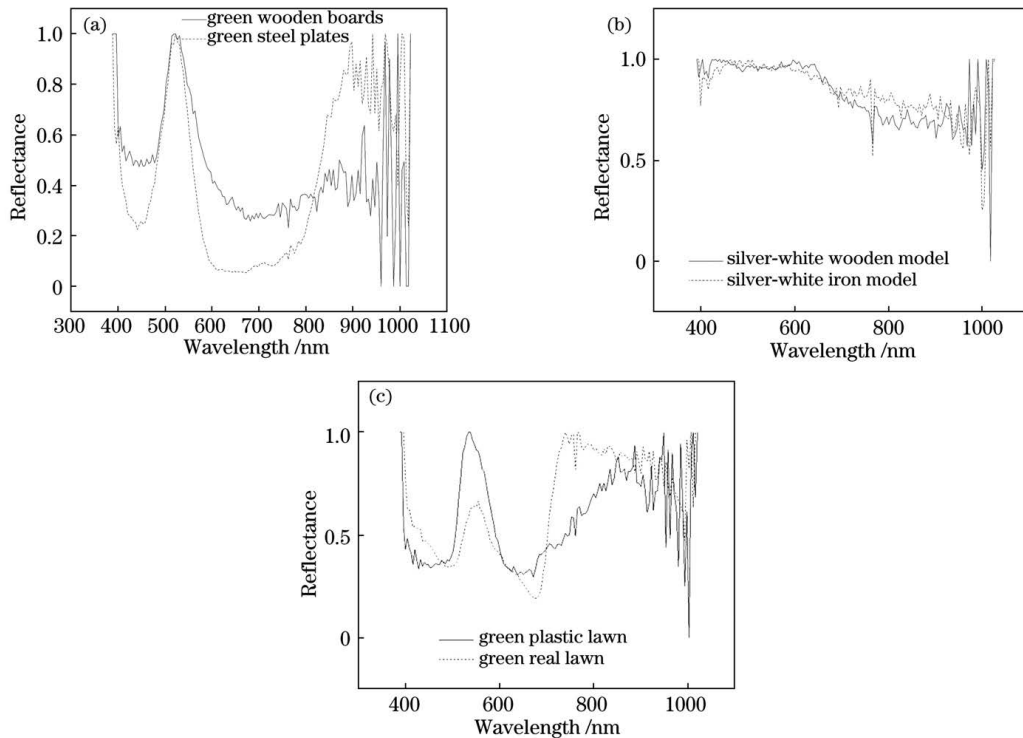 (a)
green wooden boards
green steel plates
1.0
0.8
0.6
0.4
0.2
0
Reflectance
300 400 500 600 700 800 900 1000 1100
Wavelength /nm
(b)
1.0
0.5
0
Reflectance
silver-white wooden model
silver-white iron model
400 600 800 1000
Wavelength /nm
(c)
1.0
0.5
0
Reflectance
green plastic lawn
green real lawn
400 600 800 1000
Wavelength /nm